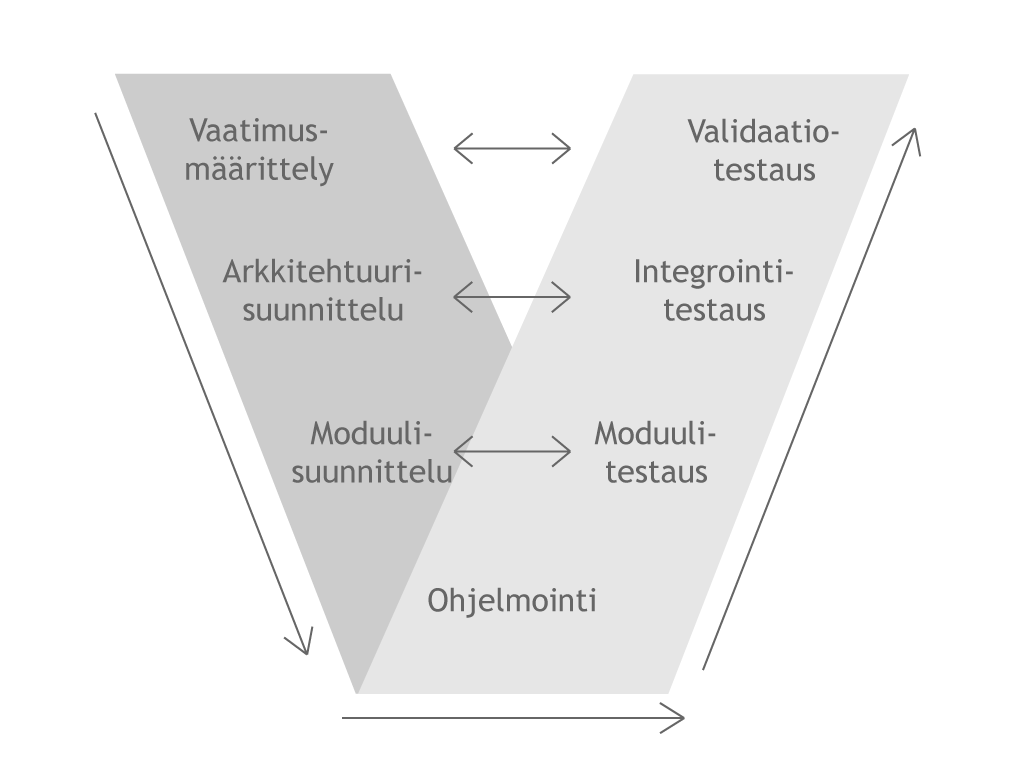 Vaatimus-
määrittely
Validaatio-
testaus
Arkkitehtuuri-
suunnittelu
Integrointi-
testaus
Moduuli-
suunnittelu
Moduuli-
testaus
Ohjelmointi